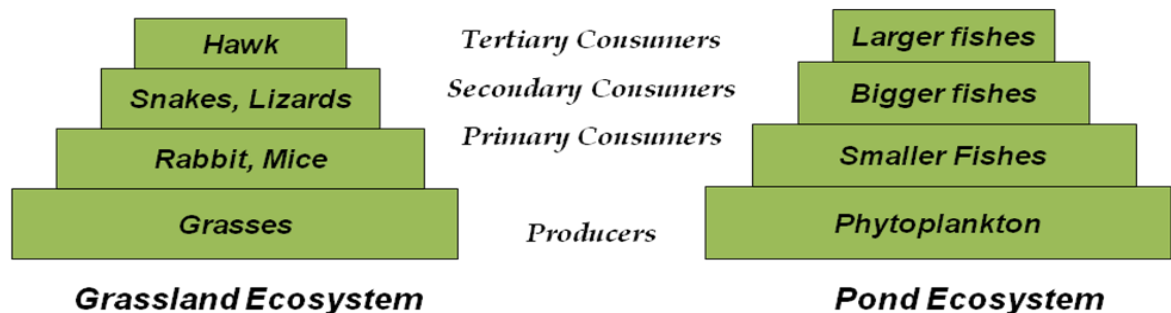 Hawk
Snakes, Lizards
Rabbit, Mice
Grasses
Grassland Ecosystem
Tertiary Consumers
Secondary Consumers
Primary Consumers
Producers
Larger fishes
Bigger fishes
Smaller Fishes
Phytoplankton
Pond Ecosystem